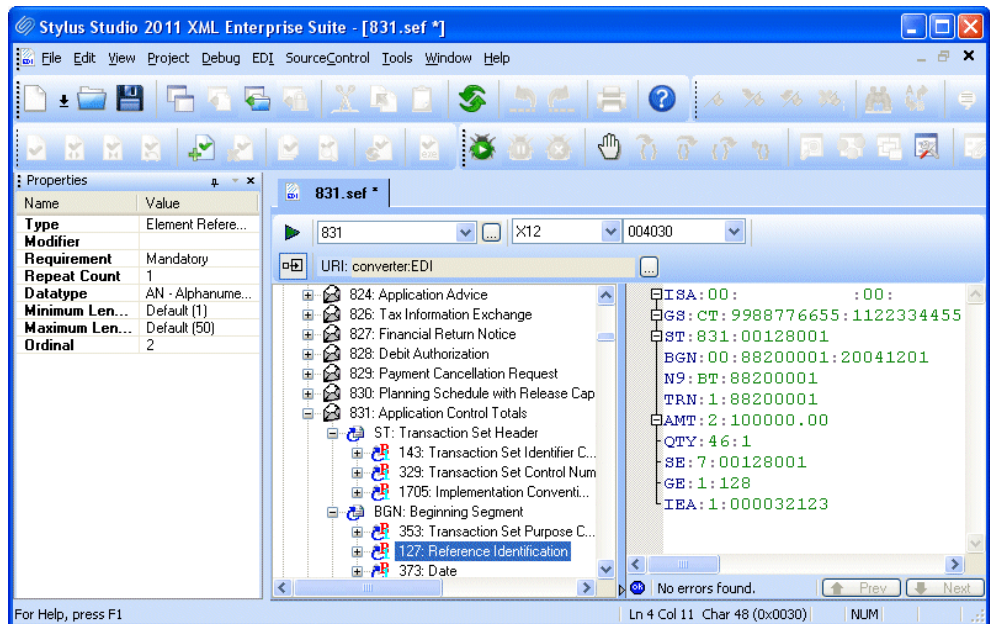 Stylus Studio 2011 XML Enterprise Suite - [831.sef *]
File Edit View Project Debug EDI SourceControl Tools Window Help
Properties
Name Value
Type Element Refere...
Modifier
Requirement Mandatory
Repeat Count 1
Datatype AN - Alphanume...
Minimum Len... Default (1)
Maximum Len... Default (50)
Ordinal 2
831.sef *
831 ... X12 004030
URI: converter:EDI ...
824: Application Advice
826: Tax Information Exchange
827: Financial Return Notice
828: Debit Authorization
829: Payment Cancellation Request
830: Planning Schedule with Release Cap
831: Application Control Totals
ST: Transaction Set Header
143: Transaction Set Identifier C...
329: Transaction Set Control Num
1705: Implementation Conventi...
BGN: Beginning Segment
353: Transaction Set Purpose C...
127: Reference Identification
373: Date
ISA:00: :00:
GS:CT:9988776655:1122334455
ST:831:00128001
BGN:00:88200001:20041201
N9:BT:88200001
TRN:1:88200001
AMT:2:100000.00
QTY:46:1
SE:7:00128001
GE:1:128
IEA:1:000032123
ok No errors found. Prev Next
For Help, press F1 Ln 4 Col 11 Char 48 (0x0030) NUM